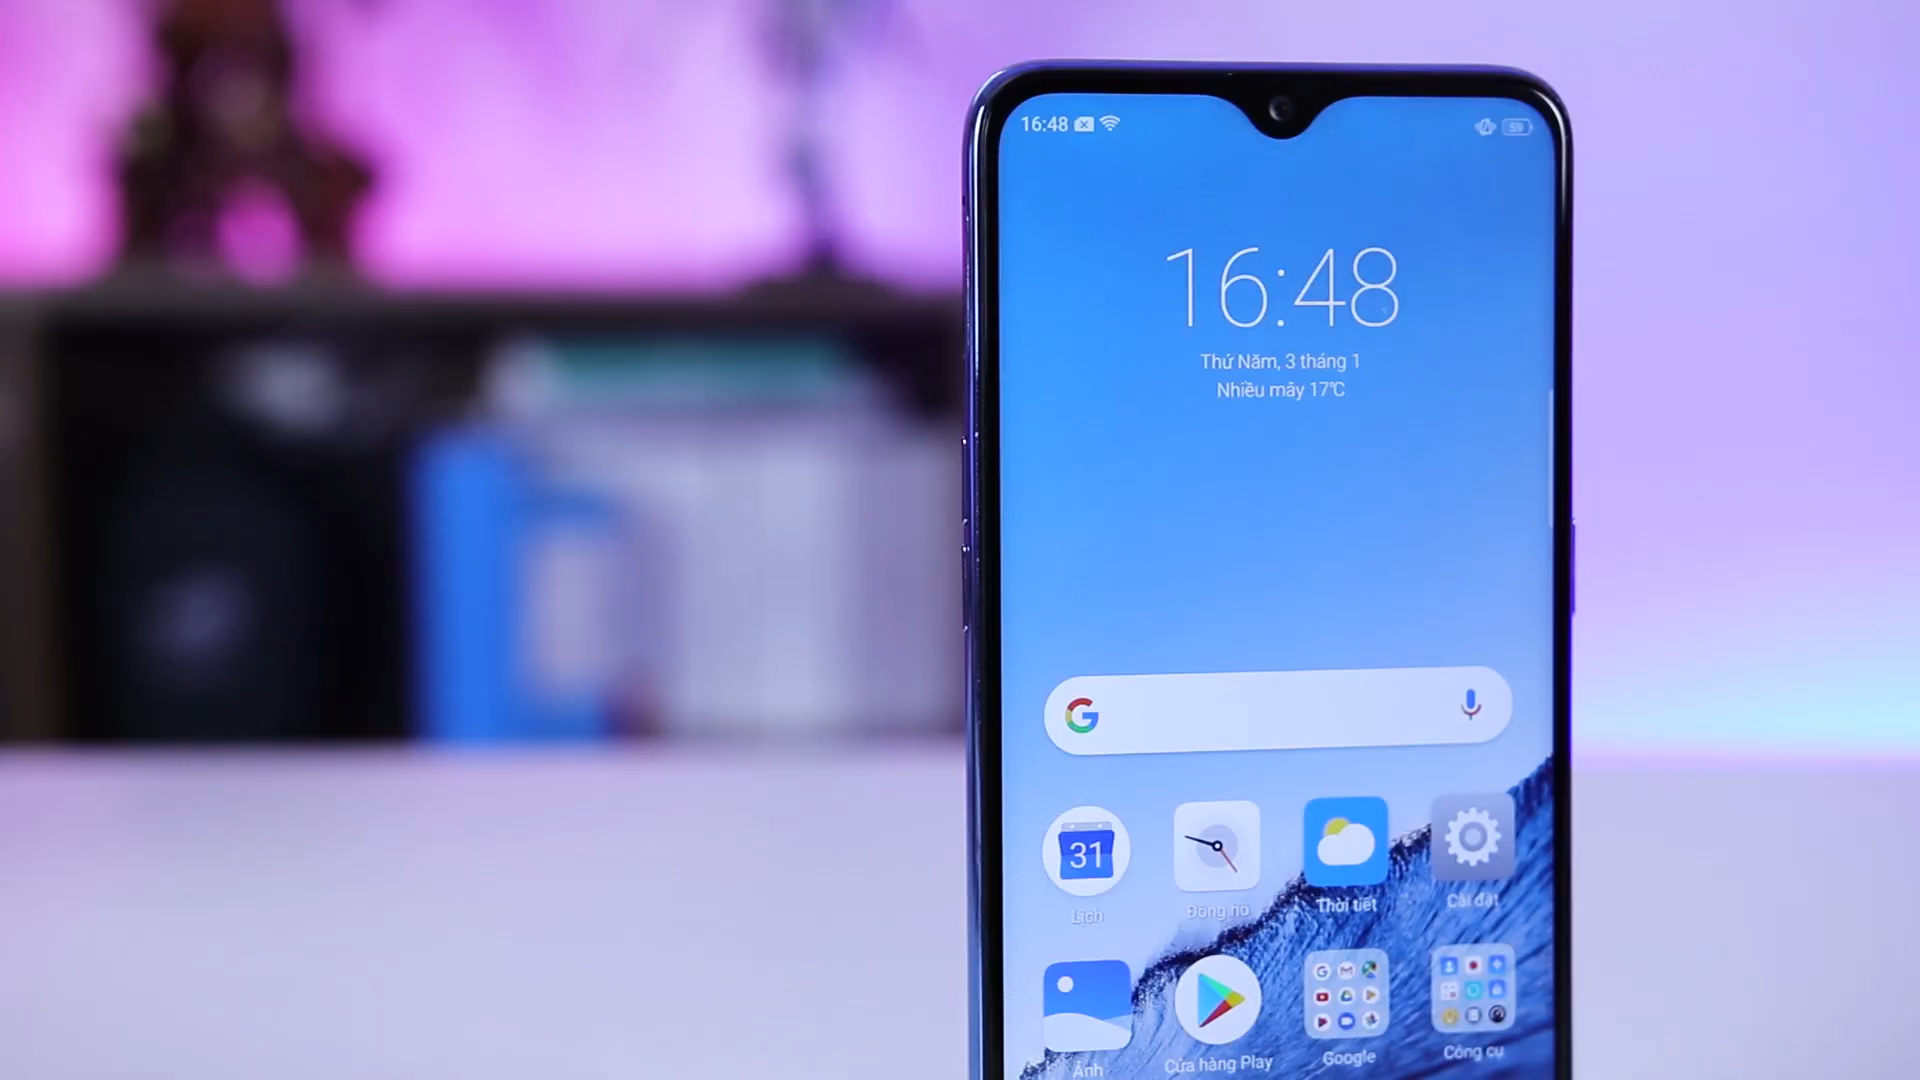 16:48
59
16:48
Thứ Năm, 3 tháng 1
Nhiều mây 17°C
G
31
Lịch
Đồng hồ
Thời tiết
Cài đặt
Ảnh
Cửa hàng Play
Google
Công cụ